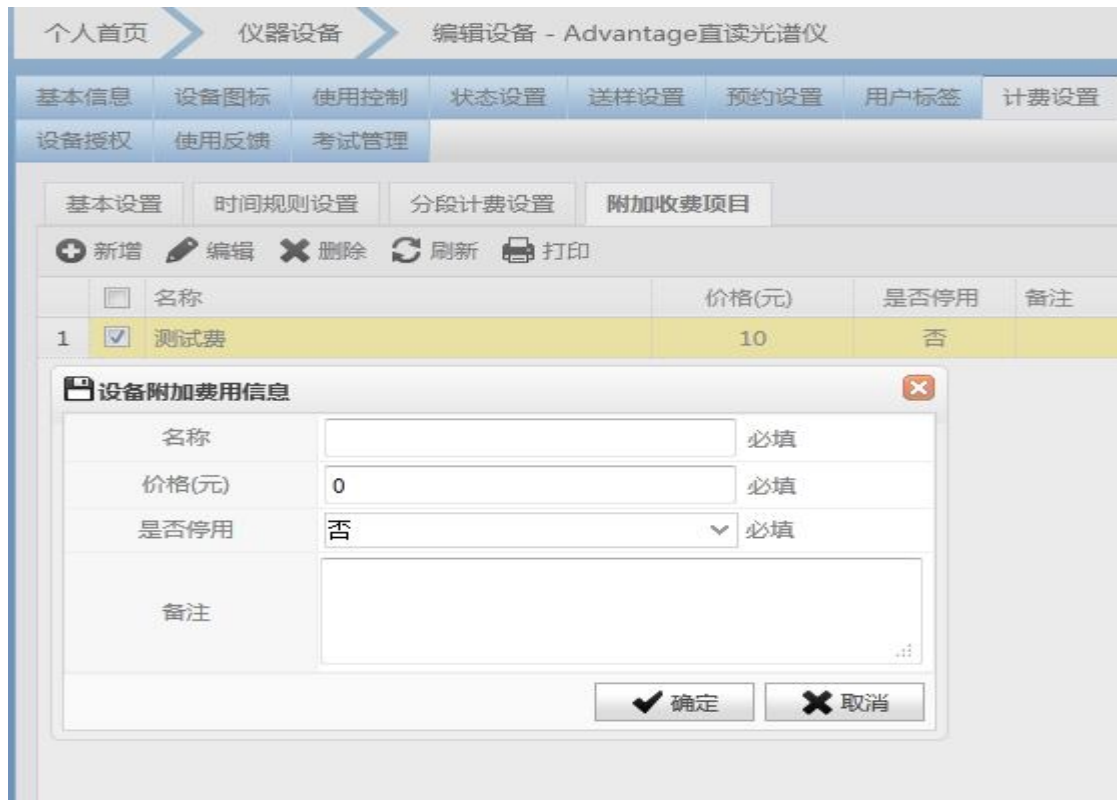 个人首页 仪器设备 编辑设备 - Advantage直读光谱仪
基本信息 设备图标 使用控制 状态设置 送样设置 预约设置 用户标签 计费设置
设备授权 使用反馈 考试管理
基本设置 时间规则设置 分段计费设置 附加收费项目
新增 编辑 删除 刷新 打印
名称 价格(元) 是否停用 备注
1 测试费 10 否
设备附加费用信息
名称 必填
价格(元) 0 必填
是否停用 否 必填
备注
确定 取消